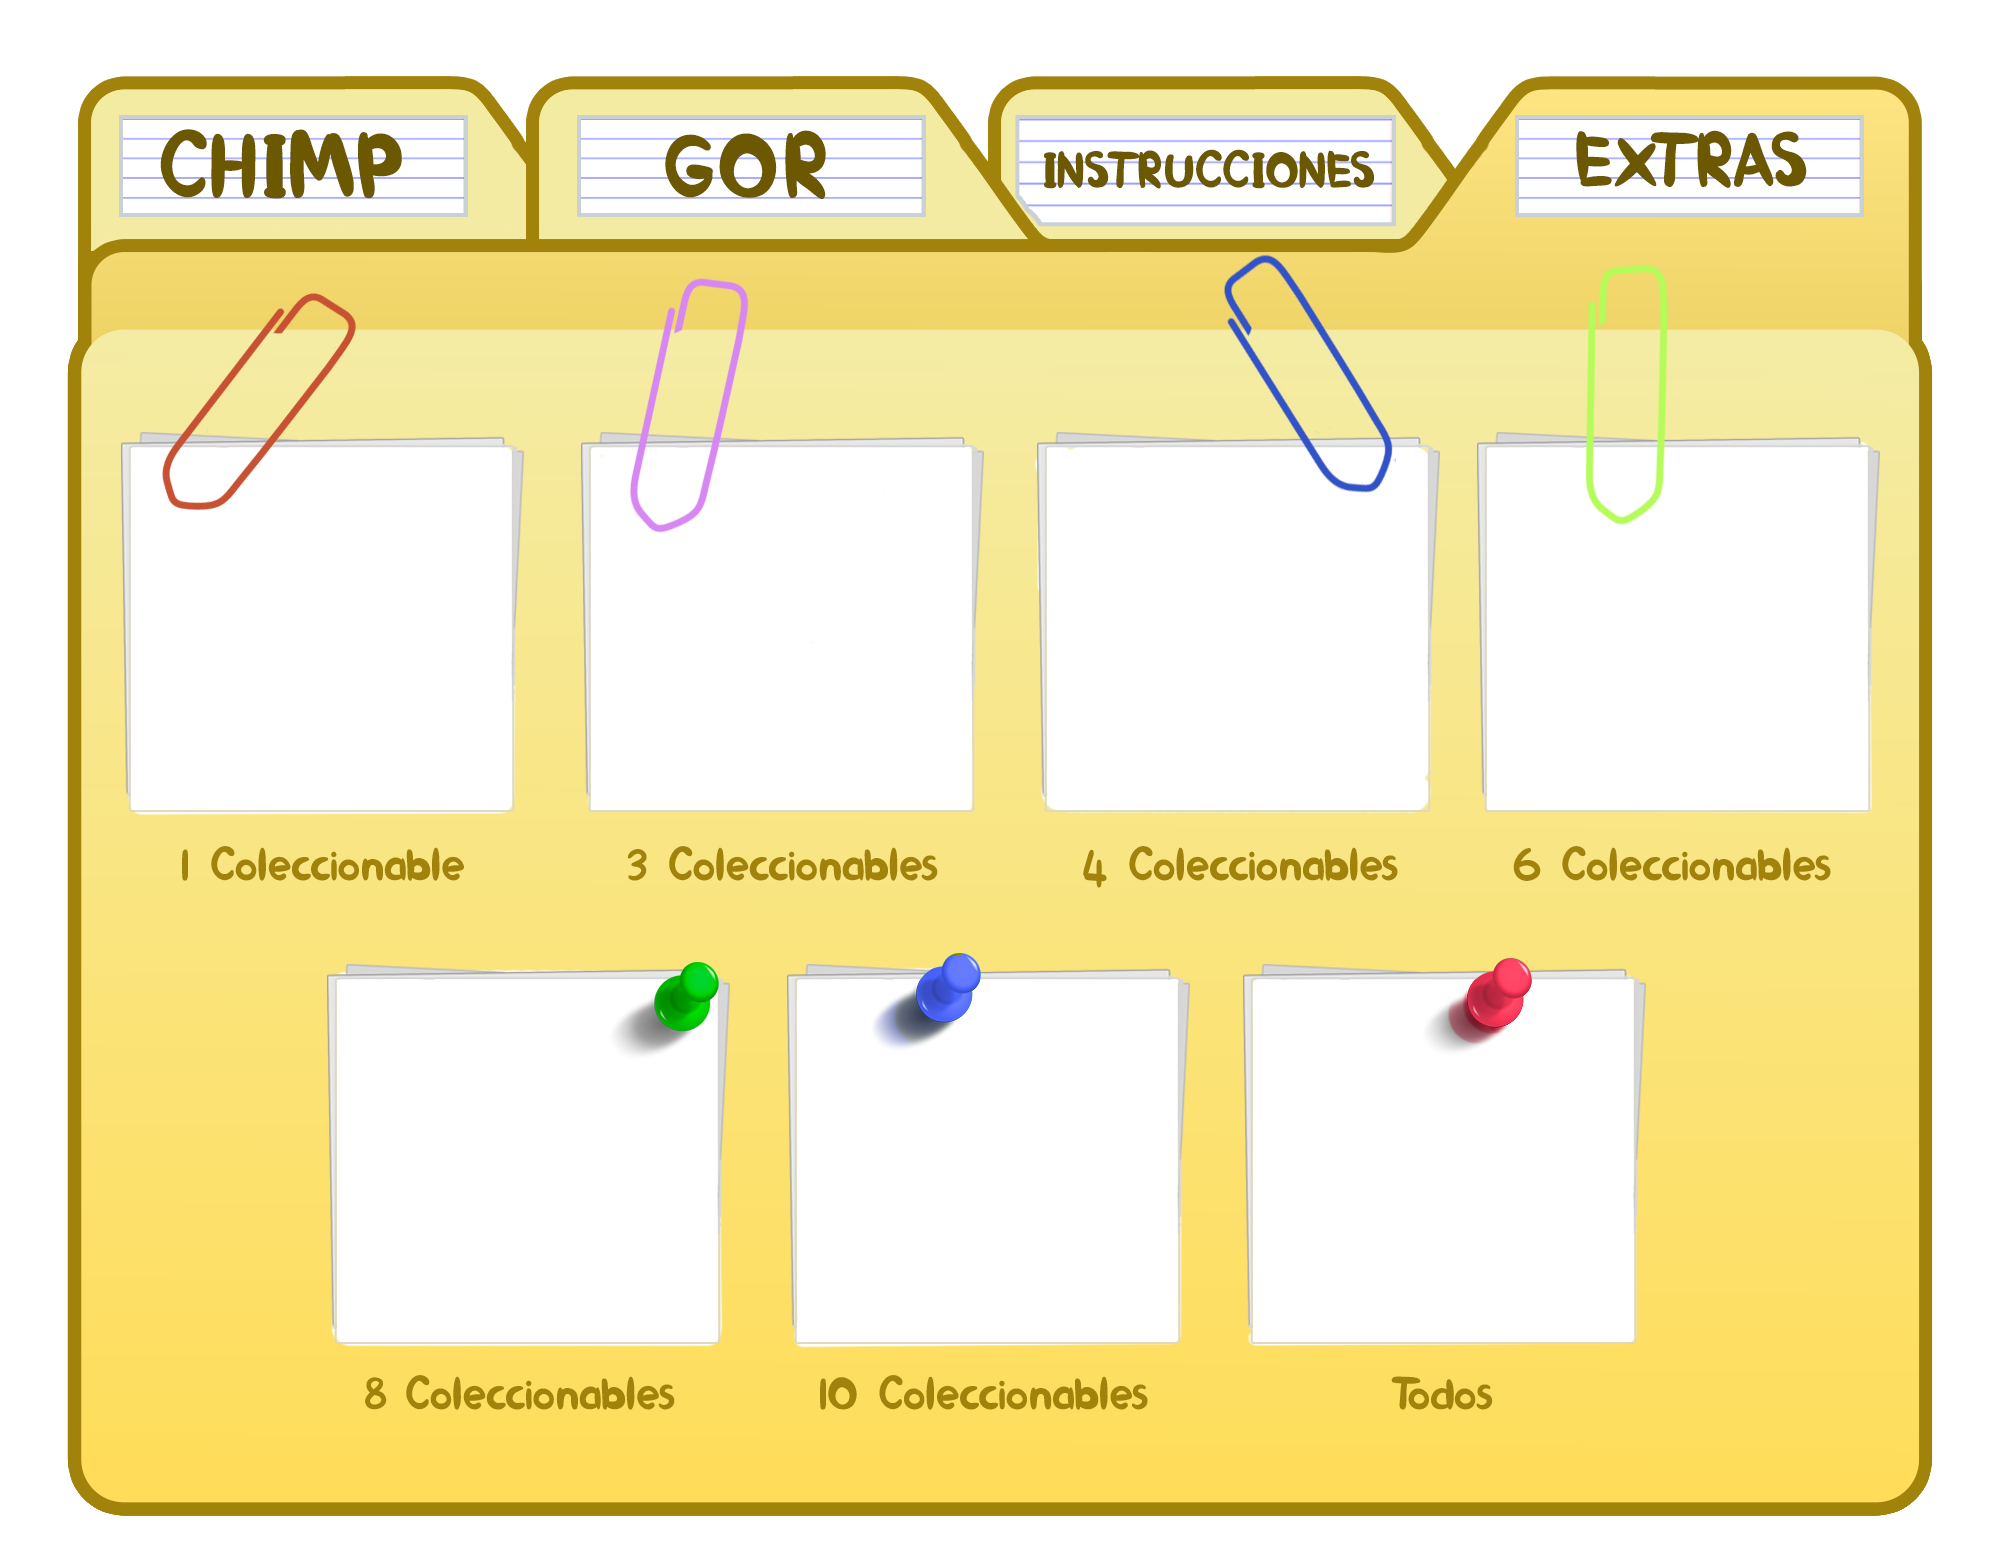 CHIMP
GOR
INSTRUCCIONES
EXTRAS
1 Coleccionable
3 Coleccionables
4 Coleccionables
6 Coleccionables
8 Coleccionables
10 Coleccionables
Todos